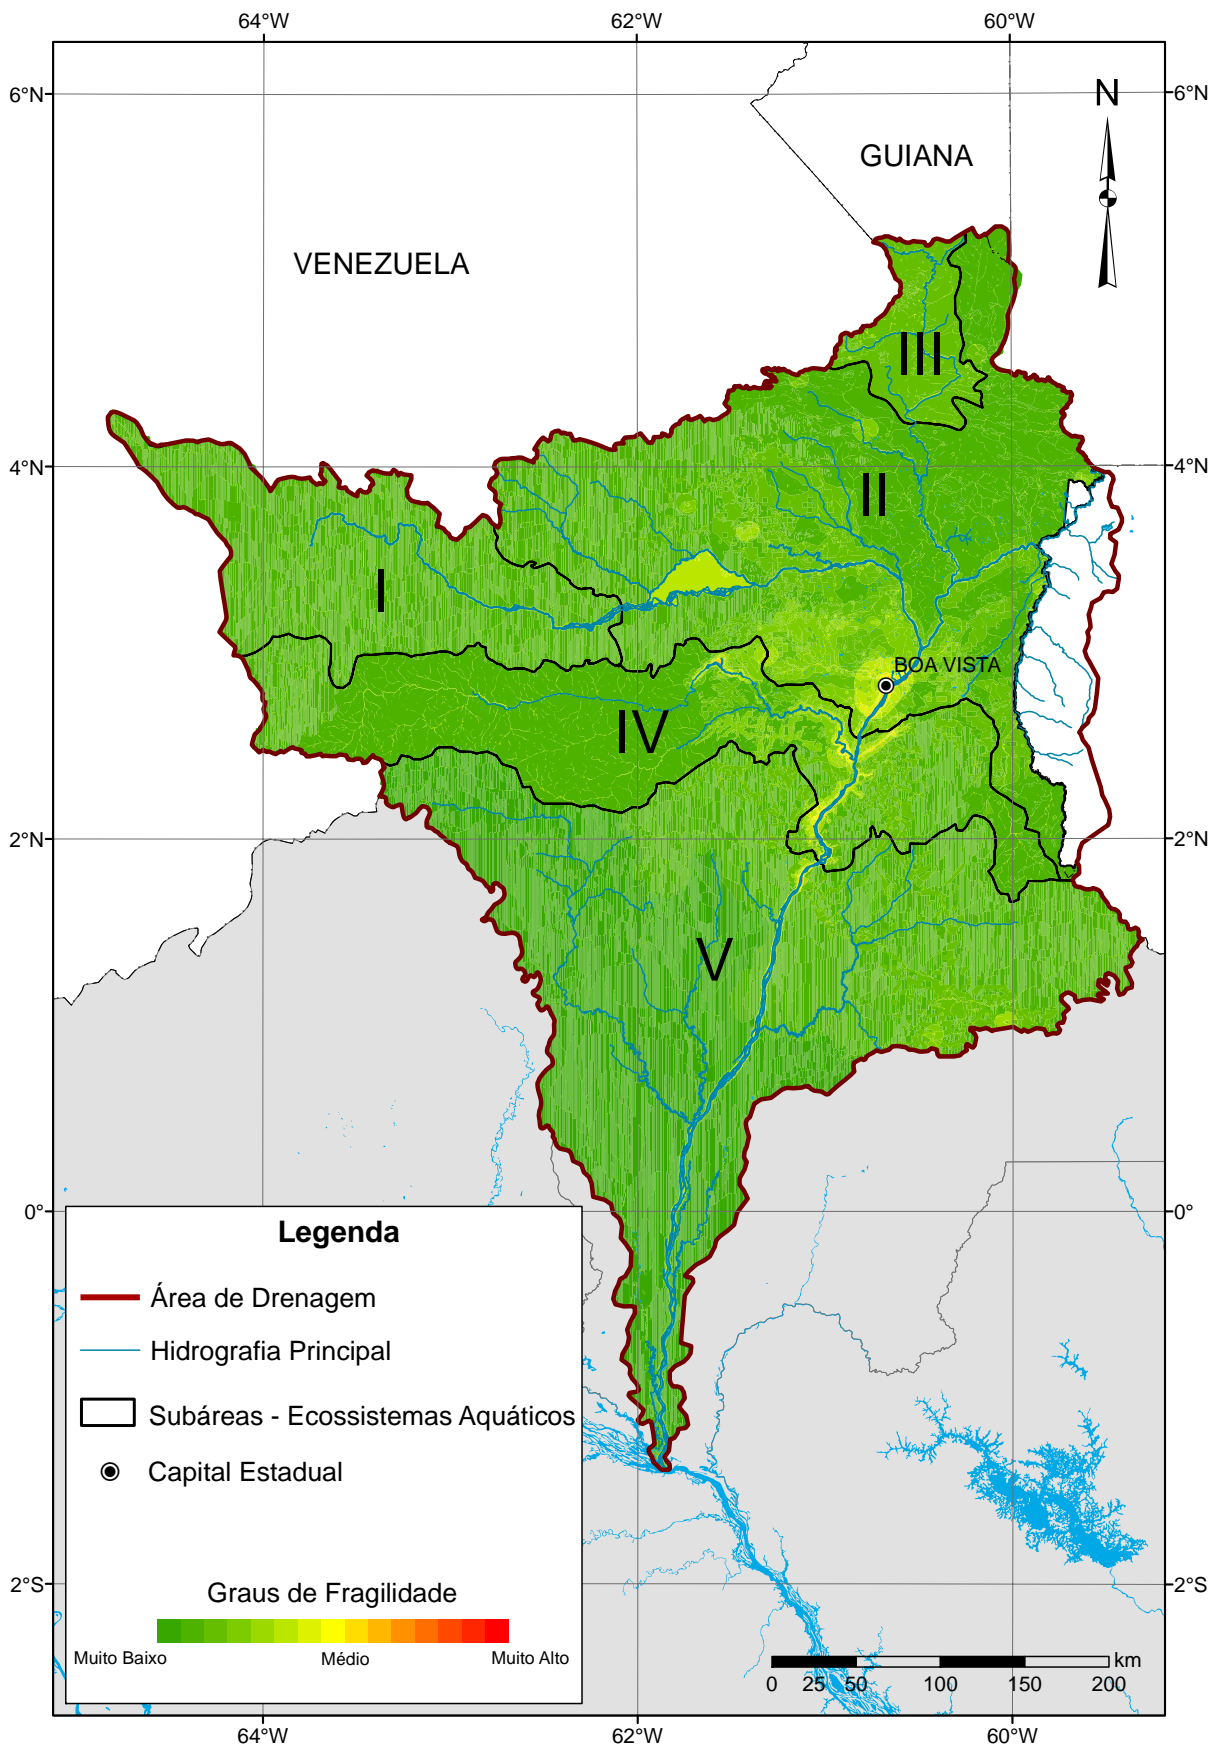 64°W 62°W 60°W
6°N 6°N
N
GUIANA
VENEZUELA
III
4°N 4°N
II
I
BOA VISTA
IV
2°N 2°N
V
0° 0°
Legenda
Área de Drenagem
Hidrografia Principal
Subáreas - Ecossistemas Aquáticos
Capital Estadual
2°S 2°S
Graus de Fragilidade
Muito Baixo Médio Muito Alto
km
0 25 50 100 150 200
64°W 62°W 60°W